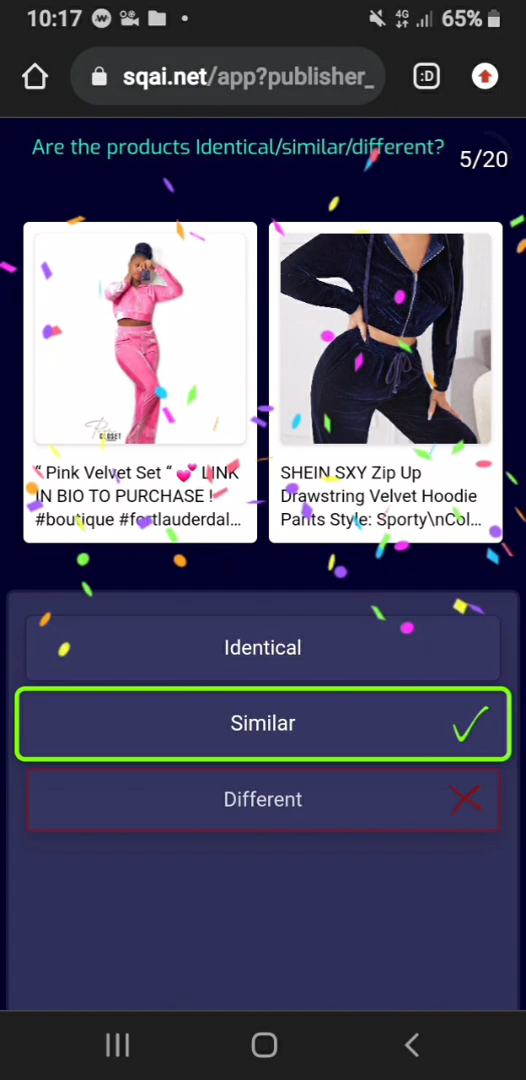 10:17
4G
65%
sqai.net/app?publisher_
:D
Are the products Identical/similar/different?
5/20
CLOSET
“ Pink Velvet Set “ 💕 LINK
IN BIO TO PURCHASE !
#boutique #fortlauderdal...
SHEIN SXY Zip Up
Drawstring Velvet Hoodie
Pants Style: Sporty\nCol...
Identical
Similar
Different